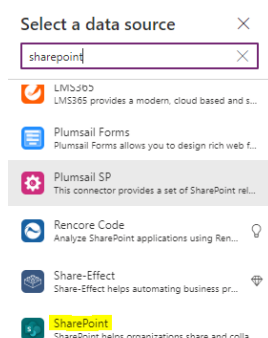 Select a data source
sharepoint
LMS365
LMS365 provides a modern, cloud based and s...
Plumsail Forms
Plumsail Forms allows you to design rich web f...
Plumsail SP
This connector provides a set of SharePoint rel...
Rencore Code
Analyze SharePoint applications using Ren...
Share-Effect
Share-Effect helps automating business pr...
SharePoint
SharePoint helps organizations share and colla